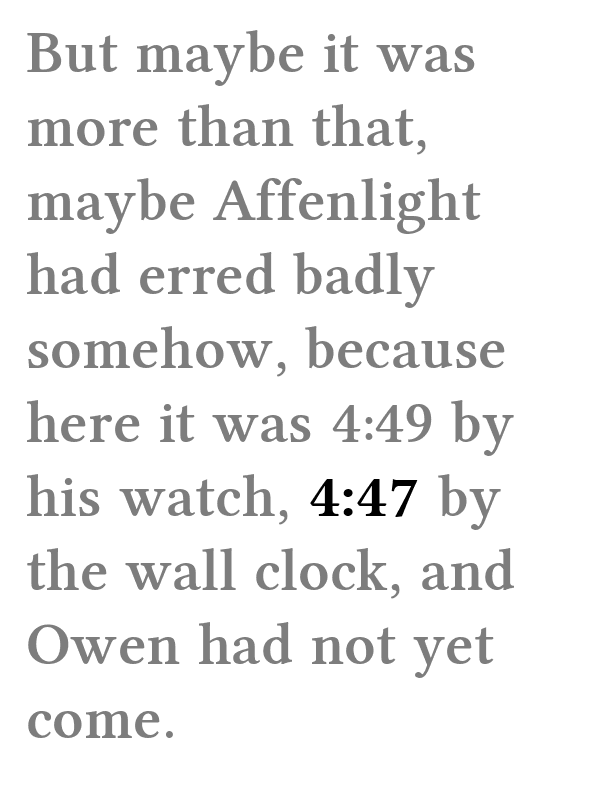 But maybe it was
more than that,
maybe Affenlight
had erred badly
somehow, because
here it was 4:49 by
his watch, 4:47 by
the wall clock, and
Owen had not yet
come.